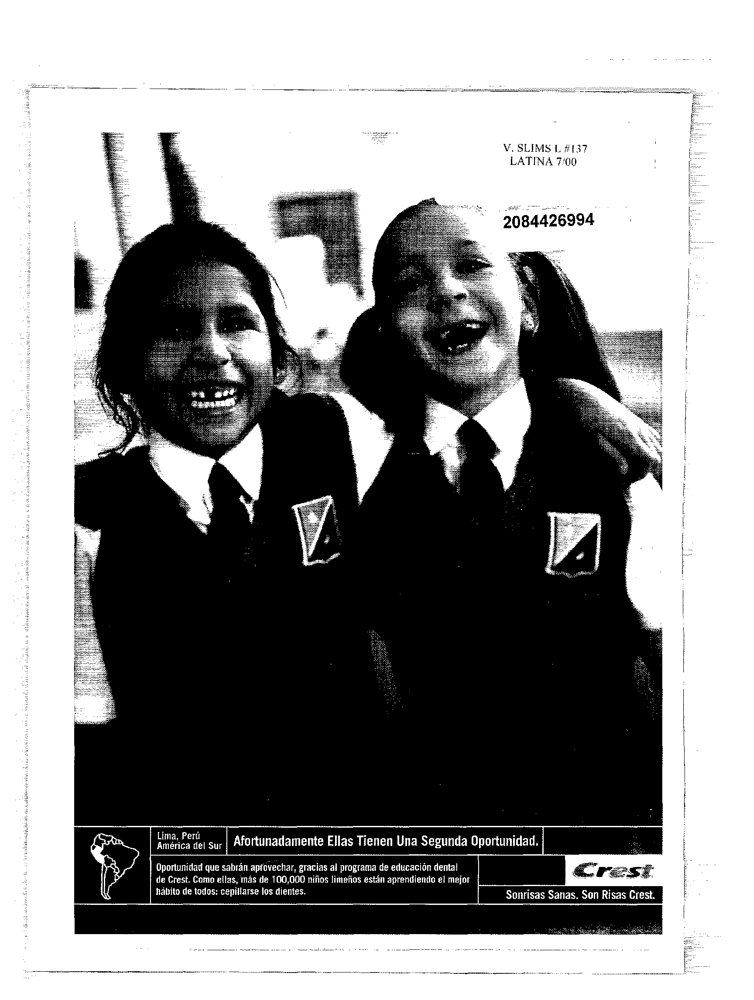 V. SLIMS L #137
LATINA 7/00
2084426994
Lima, Perú
América del Sur
Afortunadamente Ellas Tienen Una Segunda Oportunidad.
Oportunidad que sabrán aprovechar, gracias al programa de educación dental
de Crest. Como ellas, más de 100,000 niños limeños están aprendiendo el mejor
hábito de todos: cepillarse los dientes.
Crest
Sonrisas Sanas. Son Risas Crest.